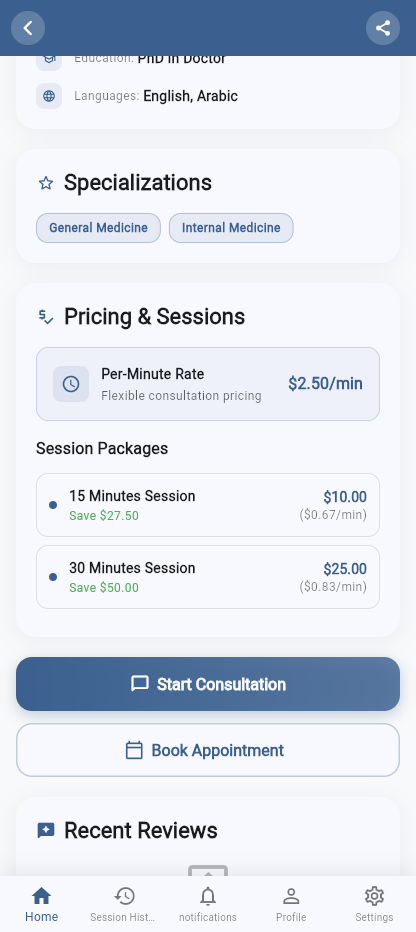 Education: PhD in Doctor
Languages: English, Arabic
Specializations
General Medicine
Internal Medicine
Pricing & Sessions
Per-Minute Rate
Flexible consultation pricing
$2.50/min
Session Packages
15 Minutes Session
Save $27.50
$10.00
($0.67/min)
30 Minutes Session
Save $50.00
$25.00
($0.83/min)
Start Consultation
Book Appointment
Recent Reviews
Home
Session Hist...
notifications
Profile
Settings